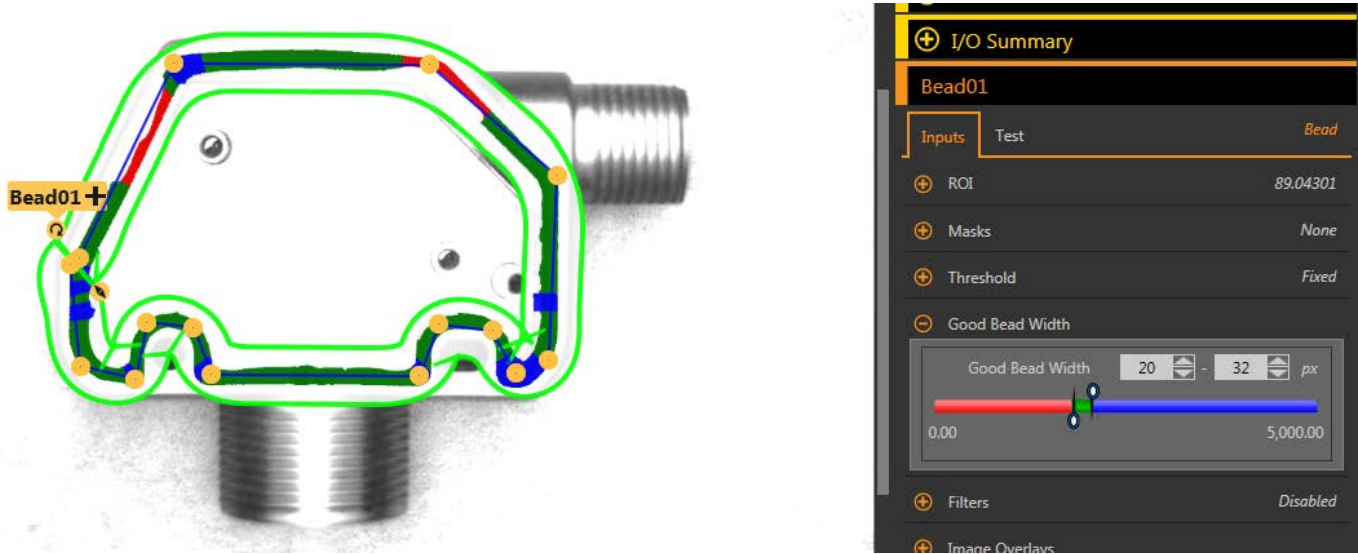 Bead01
I/O Summary
Bead01
Inputs
Test
Bead
ROI
89.04301
Masks
None
Threshold
Fixed
Good Bead Width
Good Bead Width 20 - 32 px
0.00
5,000.00
Filters
Disabled
Image Overlays